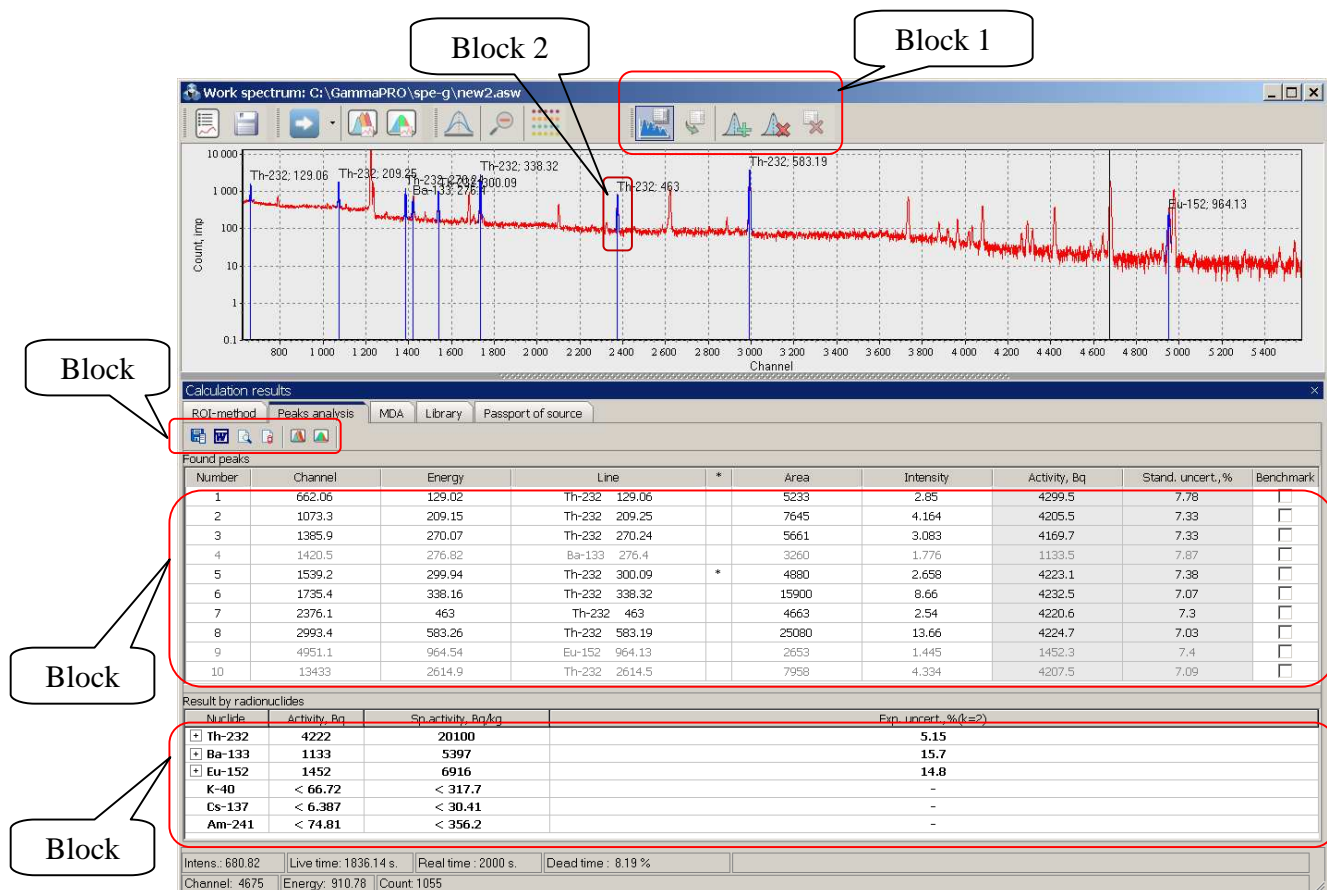 Block 2
Block 1
Work spectrum: C:\GammaPRO\spe-g\new2.asw
10 000
1 000
100
10
1
0.1
Count, imp
Th-232; 129.06
Th-232; 209.25
Th-232; 270.24
Ba-133; 276.4
Th-232; 300.09
Th-232; 338.32
Th-232; 463
Th-232; 583.19
Eu-152; 964.13
800 1 000 1 200 1 400 1 600 1 800 2 000 2 200 2 400 2 600 2 800 3 000 3 200 3 400 3 600 3 800 4 000 4 200 4 400 4 600 4 800 5 000 5 200 5 400
Channel
Block
Calculation results
ROI-method Peaks analysis MDA Library Passport of source
Found peaks
Number Channel Energy Line * Area Intensity Activity, Bq Stand. uncert.,% Benchmark
1 662.06 129.02 Th-232 129.06 5233 2.85 4299.5 7.78
2 1073.3 209.15 Th-232 209.25 7645 4.164 4205.5 7.33
3 1385.9 270.07 Th-232 270.24 5661 3.083 4169.7 7.33
4 1420.5 276.82 Ba-133 276.4 3260 1.776 1133.5 7.87
5 1539.2 299.94 Th-232 300.09 * 4880 2.658 4223.1 7.38
6 1735.4 338.16 Th-232 338.32 15900 8.66 4232.5 7.07
7 2376.1 463 Th-232 463 4663 2.54 4220.6 7.3
8 2993.4 583.26 Th-232 583.19 25080 13.66 4224.7 7.03
9 4951.1 964.54 Eu-152 964.13 2653 1.445 1452.3 7.4
10 13433 2614.9 Th-232 2614.5 7958 4.334 4207.5 7.09
Block
Result by radionuclides
Nuclide Activity, Bq Sp.activity, Bq/kg Exp. uncert.,%(k=2)
Th-232 4222 20100 5.15
Ba-133 1133 5397 15.7
Eu-152 1452 6916 14.8
K-40 < 66.72 < 317.7 -
Cs-137 < 6.387 < 30.41 -
Am-241 < 74.81 < 356.2 -
Block
Intens.: 680.82 Live time: 1836.14 s. Real time : 2000 s. Dead time : 8.19 %
Channel: 4675 Energy: 910.78 Count: 1055